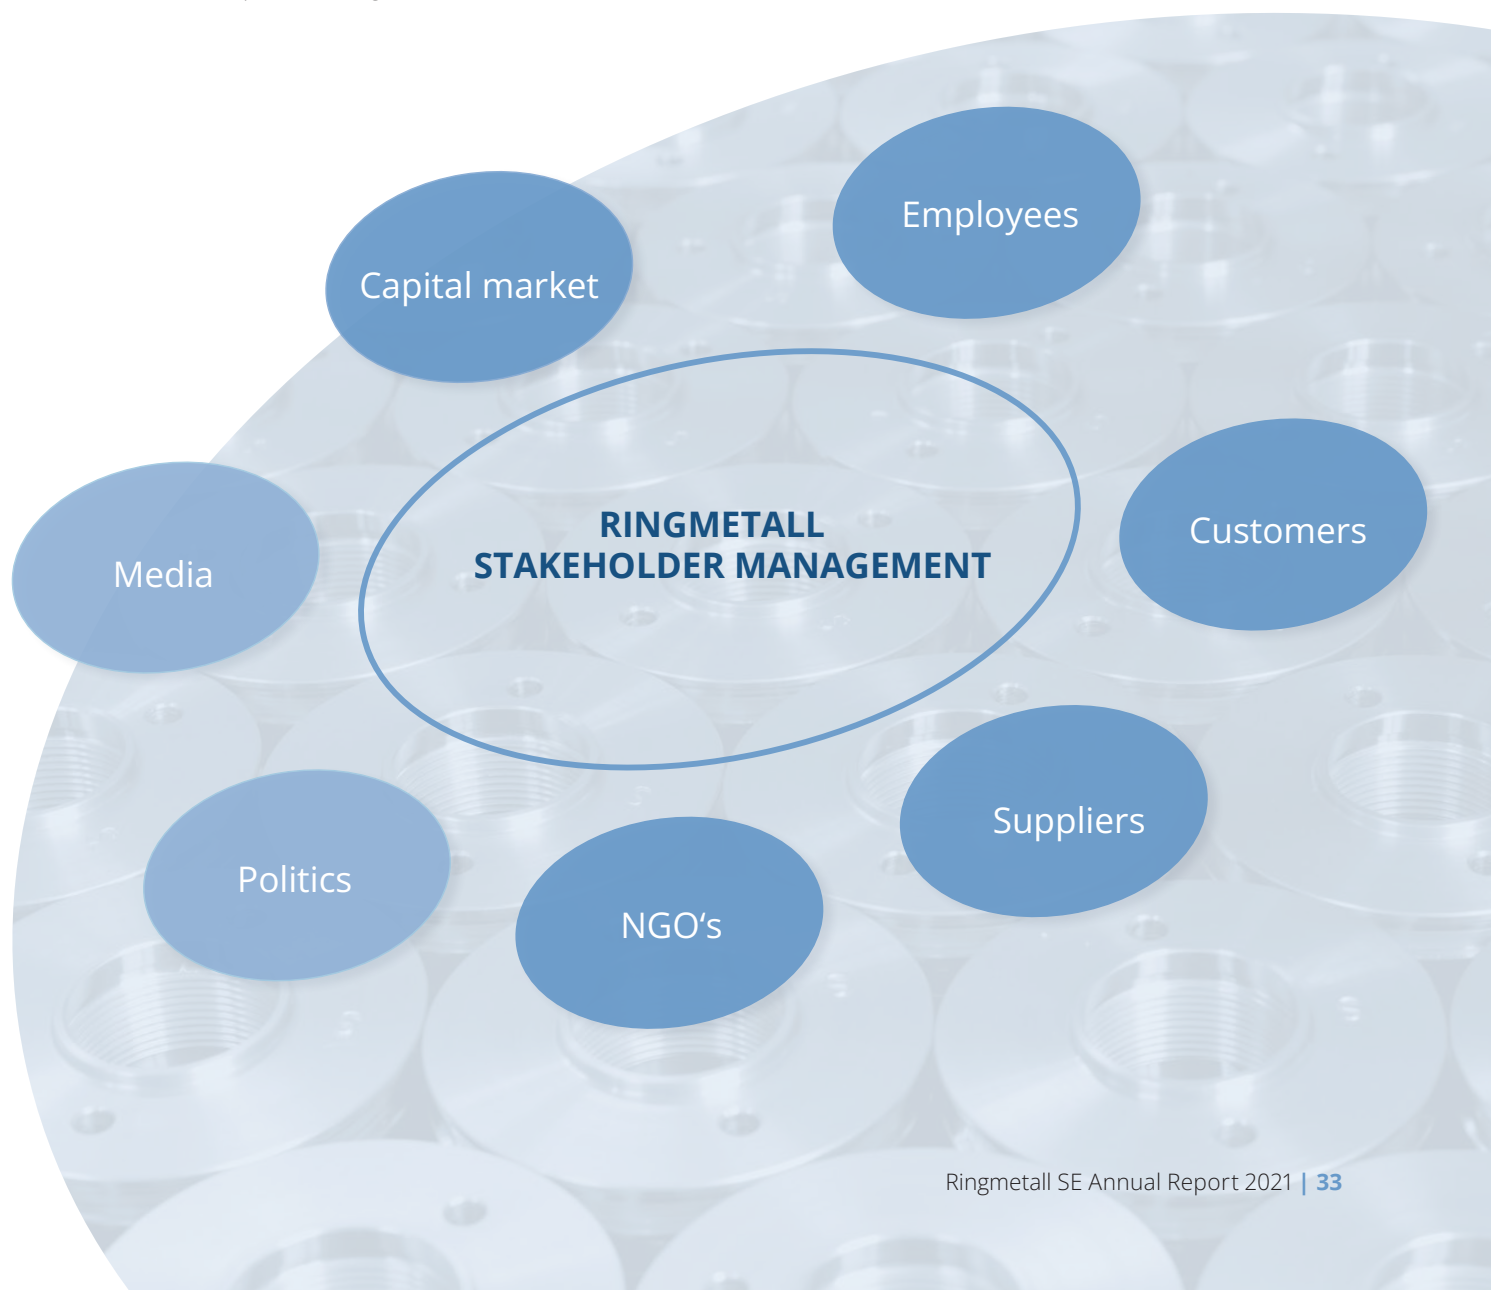 Employees
Capital market
RINGMETALL
STAKEHOLDER MANAGEMENT
Customers
Media
Suppliers
Politics
NGO‘s
Ringmetall SE Annual Report 2021 | 33